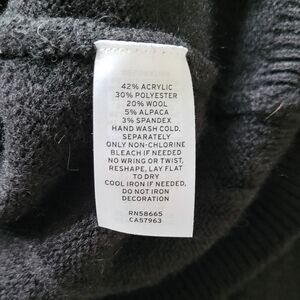 42% ACRYLIC
30% POLYESTER
20% WOOL
5% ALPACA
3% SPANDEX
HAND WASH COLD,
SEPARATELY
ONLY NON-CHLORINE
BLEACH IF NEEDED
NO WRING OR TWIST,
RESHAPE, LAY FLAT
TO DRY
COOL IRON IF NEEDED,
DO NOT IRON
DECORATION
RN58665
CA57963